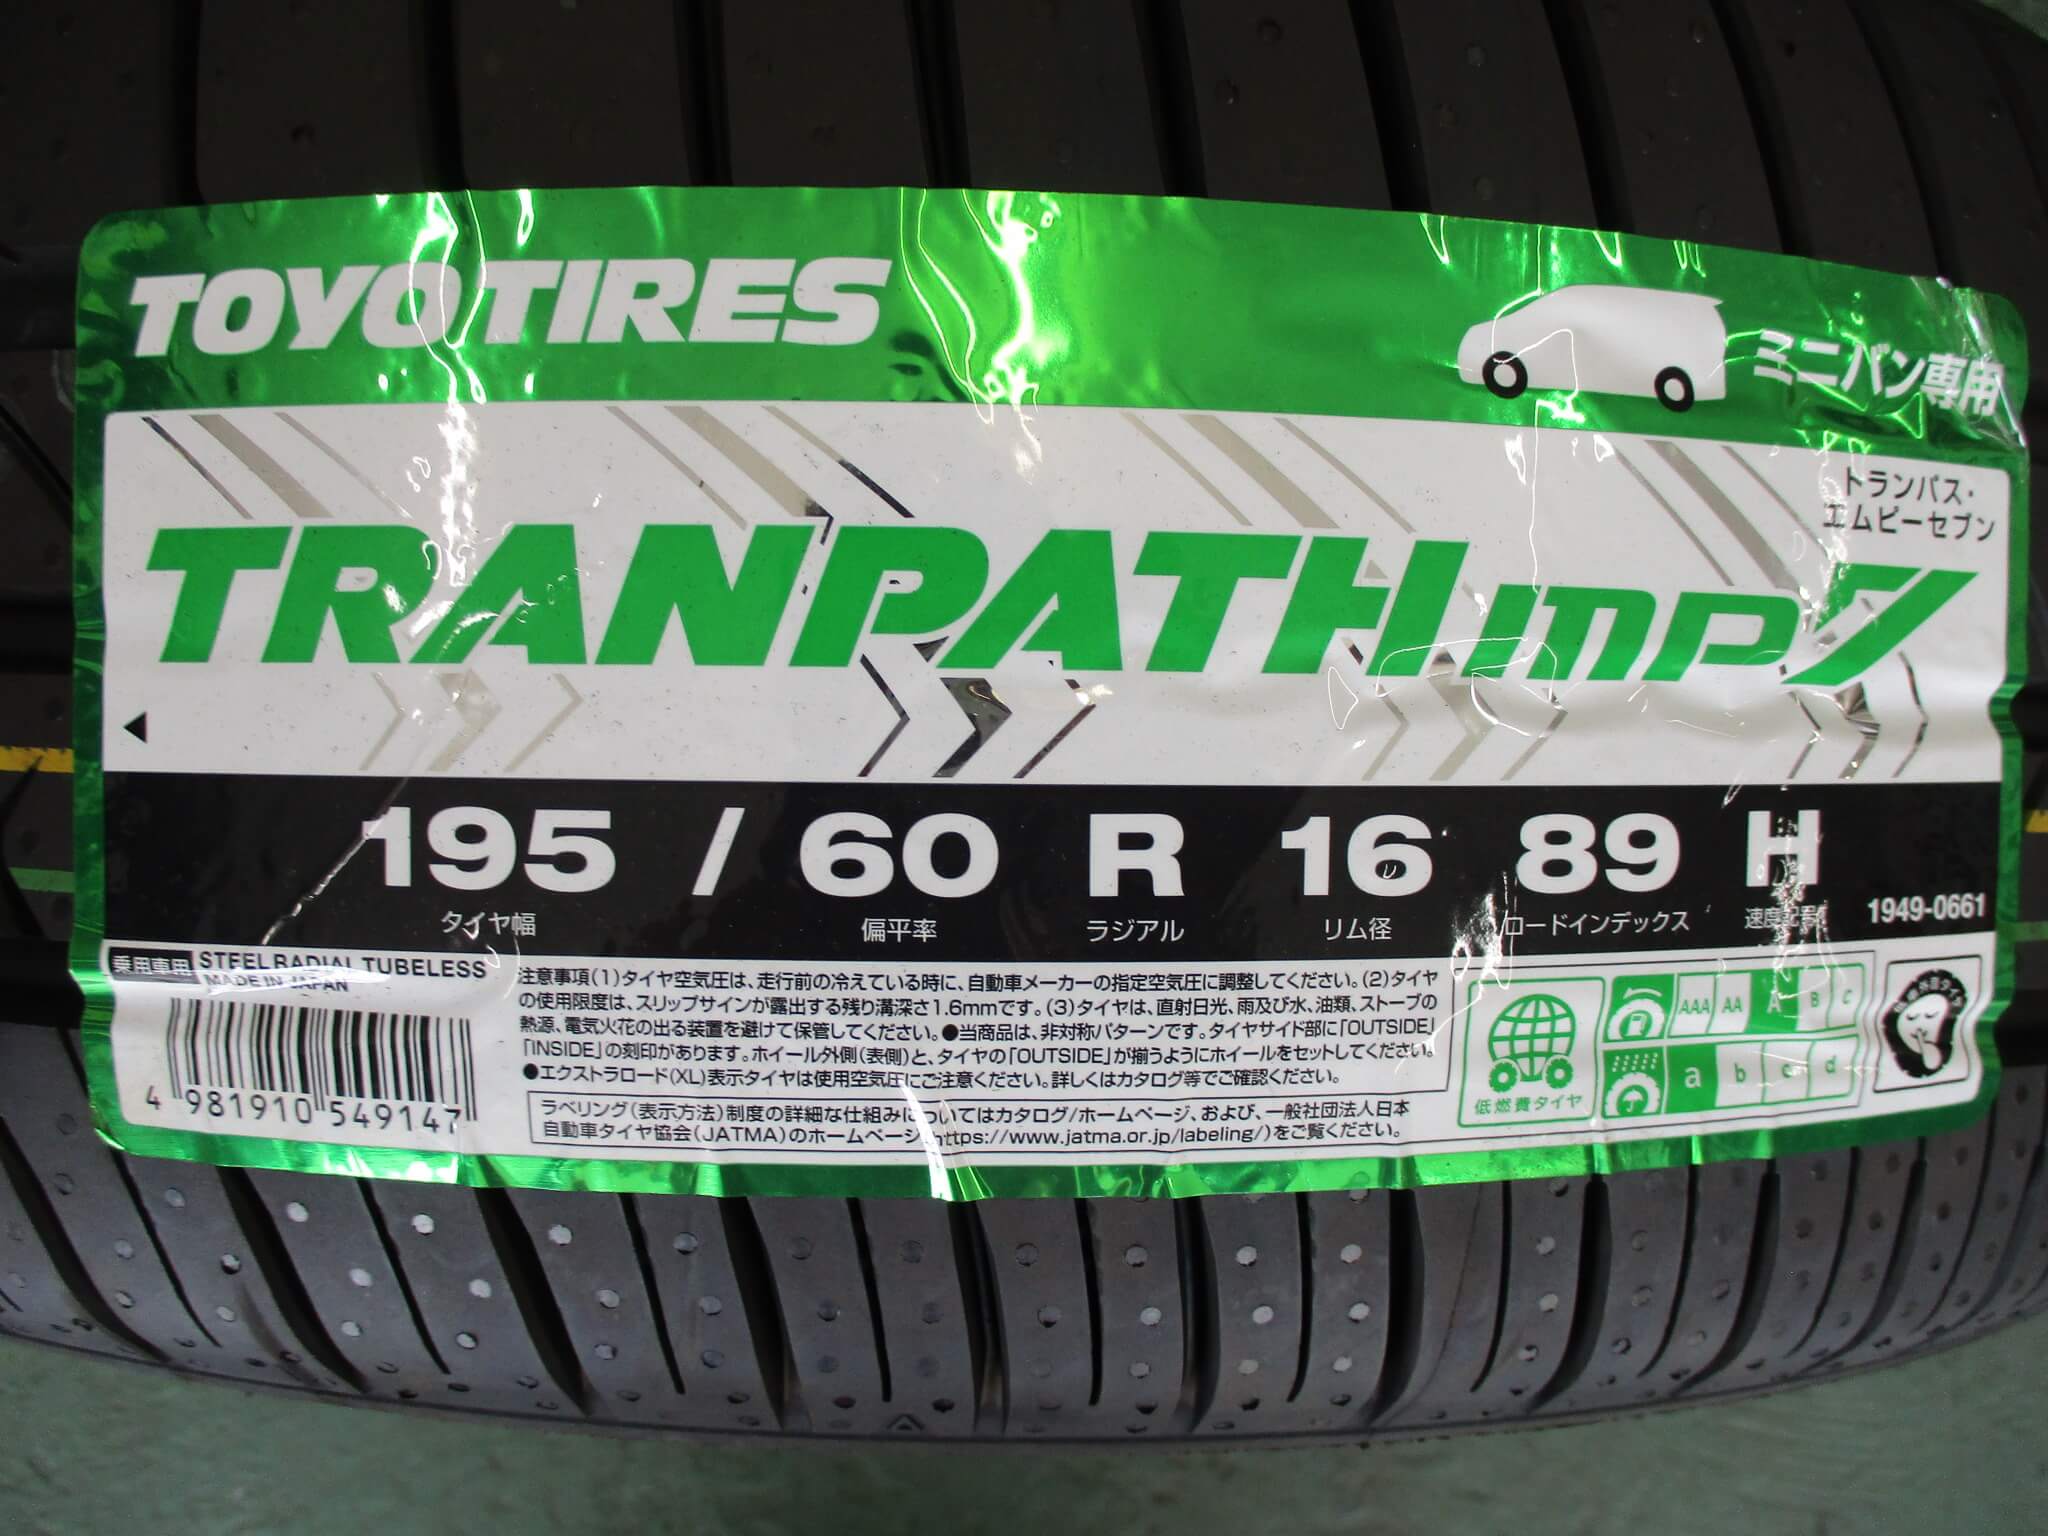 TOYO TIRES
ミニバン専用
トランパス・
エムピーセブン
TRANPATH mp7
195 / 60 R 16 89 H
タイヤ幅 偏平率 ラジアル リム径 ロードインデックス 速度記号 1949-0661
乗用車用 STEEL RADIAL TUBELESS
MADE IN JAPAN
注意事項(1)タイヤ空気圧は、走行前の冷えている時に、自動車メーカーの指定空気圧に調整してください。(2)タイヤ
の使用限度は、スリップサインが露出する残り溝深さ1.6mmです。(3)タイヤは、直射日光、雨及び水、油類、ストーブの
熱源、電気火花の出る装置を避けて保管してください。●当商品は、非対称パターンです。タイヤサイド部に「OUTSIDE」
「INSIDE」の刻印があります。ホイール外側(表側)と、タイヤの「OUTSIDE」が揃うようにホイールをセットしてください。
●エクストラロード(XL)表示タイヤは使用空気圧にご注意ください。詳しくはカタログ等でご確認ください。
ラベリング(表示方法)制度の詳細な仕組みについてはカタログ/ホームページ、および、一般社団法人日本
自動車タイヤ協会(JATMA)のホームページ(https://www.jatma.or.jp/labeling/)をご覧ください。
4 981910 549147
低燃費タイヤ
AAA AA A B C
a b c d